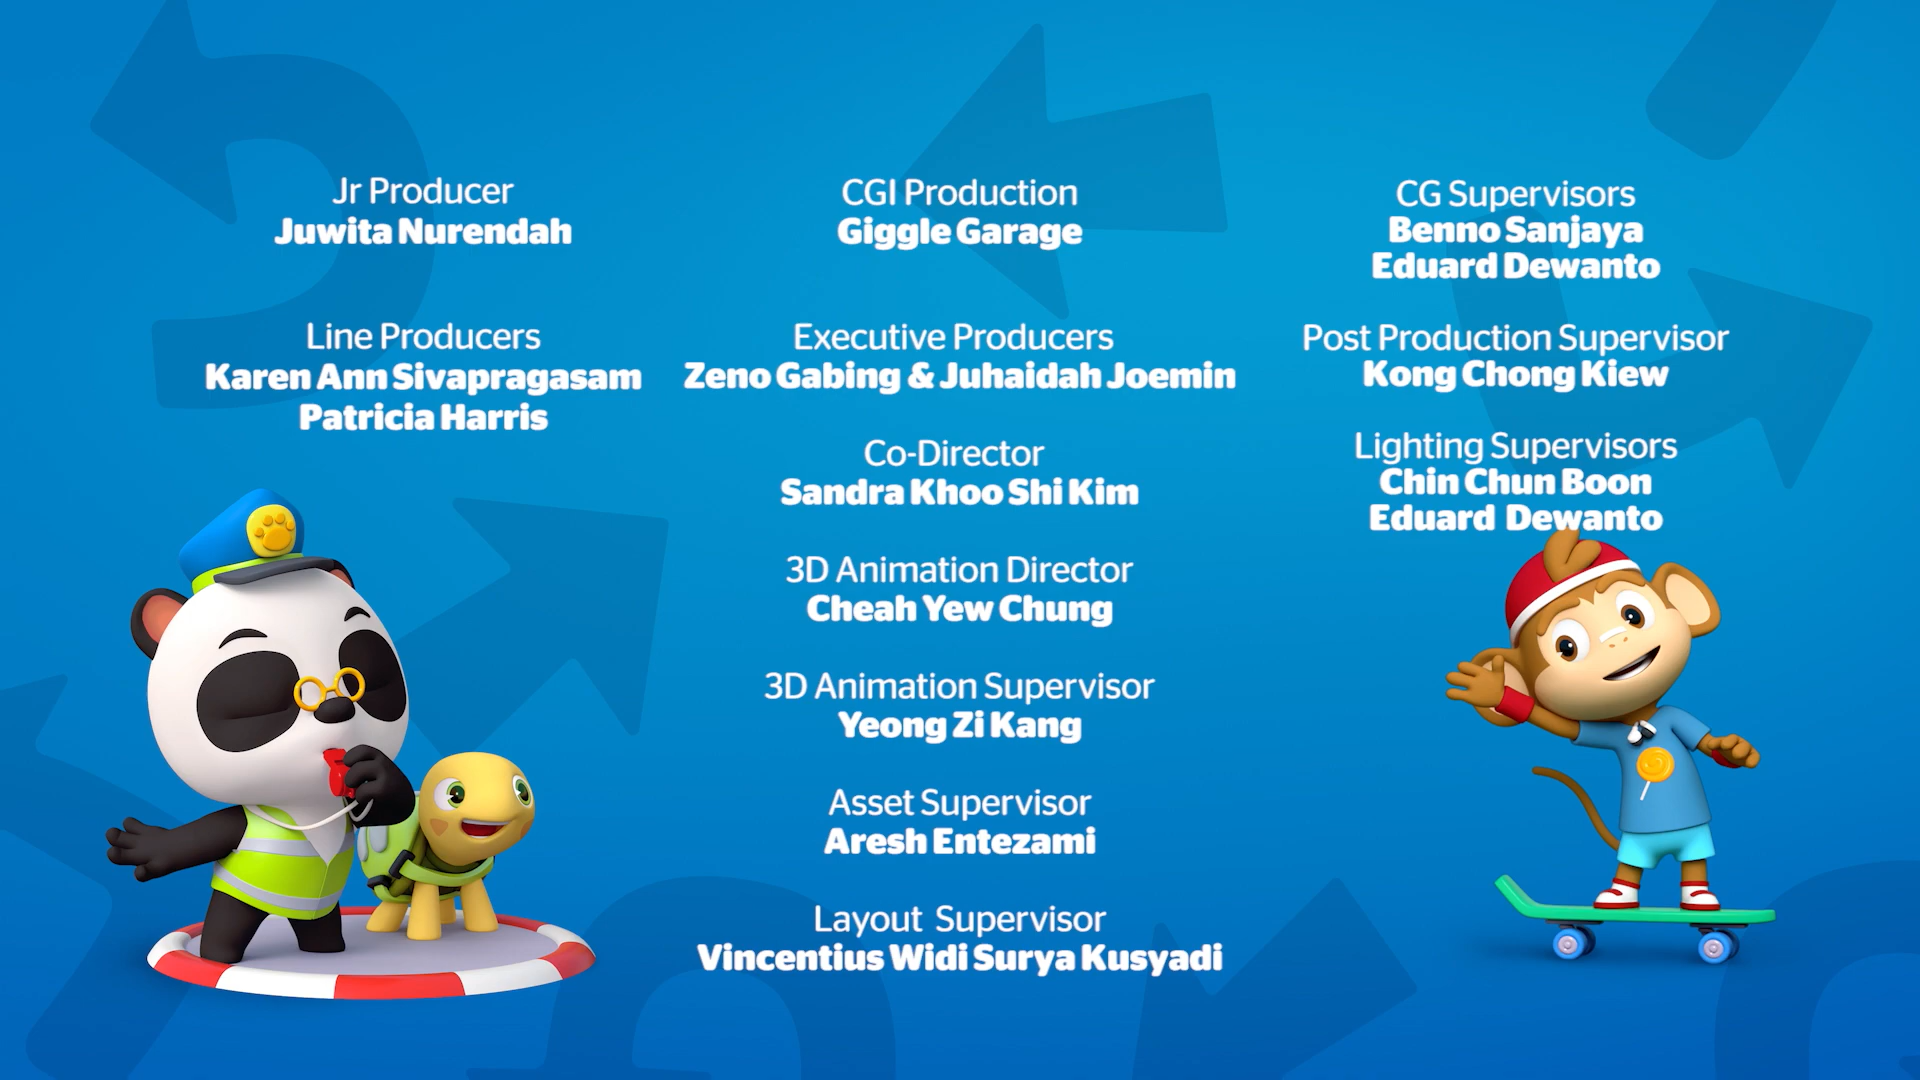 Jr Producer
Juwita Nurendah
Line Producers
Karen Ann Sivapragasam
Patricia Harris
CGI Production
Giggle Garage
Executive Producers
Zeno Gabing & Juhaidah Joemin
Co-Director
Sandra Khoo Shi Kim
3D Animation Director
Cheah Yew Chung
3D Animation Supervisor
Yeong Zi Kang
Asset Supervisor
Aresh Entezami
Layout Supervisor
Vincentius Widi Surya Kusyadi
CG Supervisors
Benno Sanjaya
Eduard Dewanto
Post Production Supervisor
Kong Chong Kiew
Lighting Supervisors
Chin Chun Boon
Eduard Dewanto